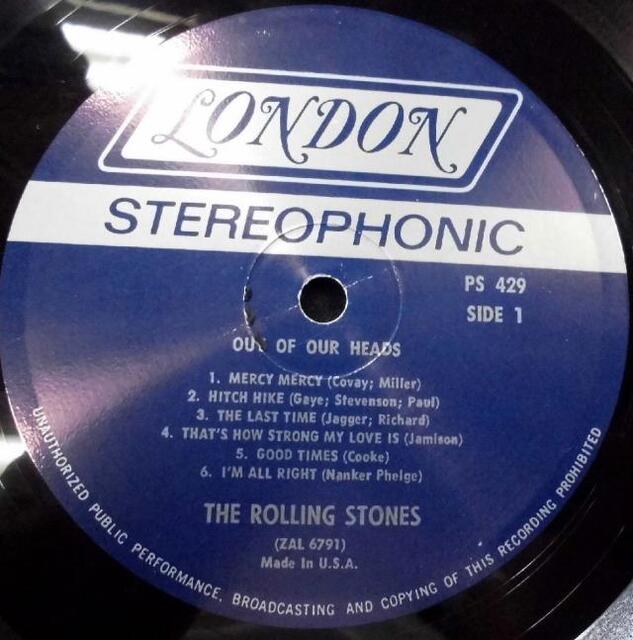 LONDON
STEREOPHONIC
PS 429
SIDE 1
OUT OF OUR HEADS
1. MERCY MERCY (Covay; Miller)
2. HITCH HIKE (Gaye; Stevenson; Paul)
3. THE LAST TIME (Jagger; Richard)
4. THAT'S HOW STRONG MY LOVE IS (Jamison)
5. GOOD TIMES (Cooke)
6. I'M ALL RIGHT (Nanker Phelge)
THE ROLLING STONES
(ZAL 6791)
Made In U.S.A.
UNAUTHORIZED PUBLIC PERFORMANCE, BROADCASTING AND COPYING OF THIS RECORDING PROHIBITED